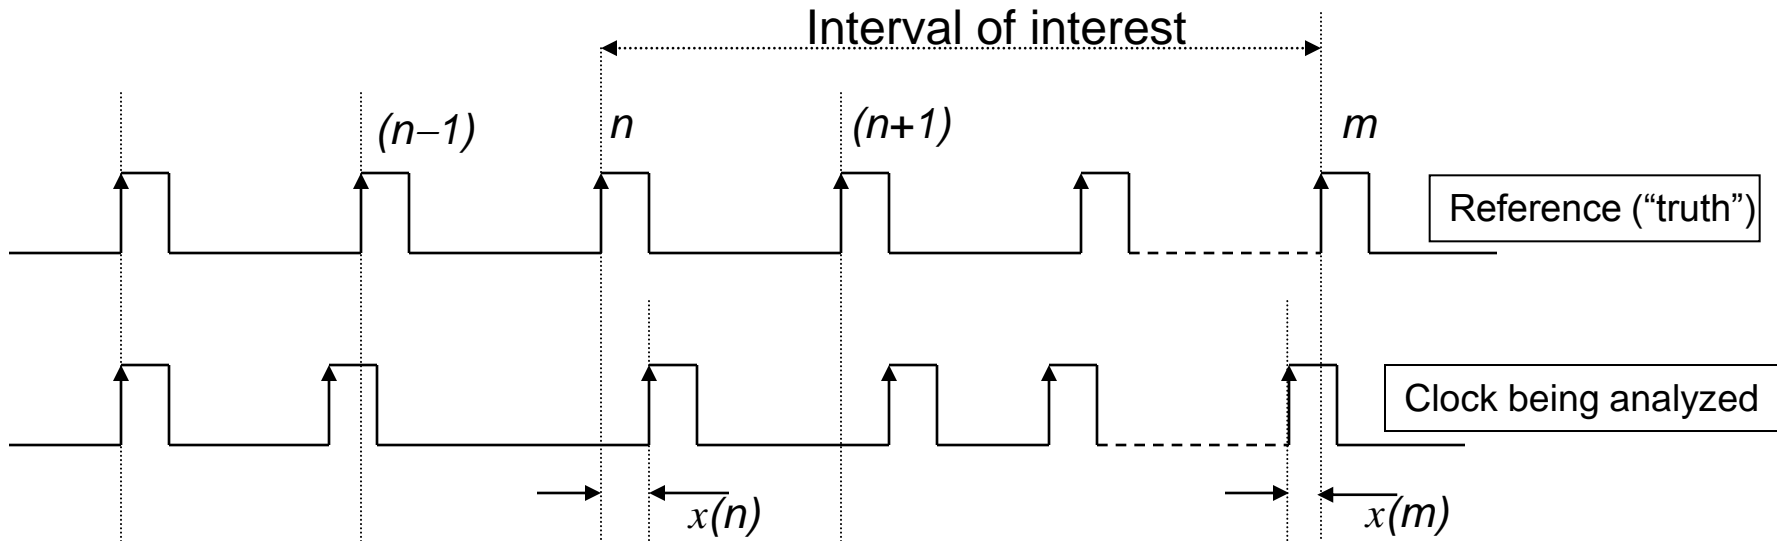 Interval of interest
(n−1)
n
(n+1)
m
Reference (“truth”)
Clock being analyzed
x(n)
x(m)